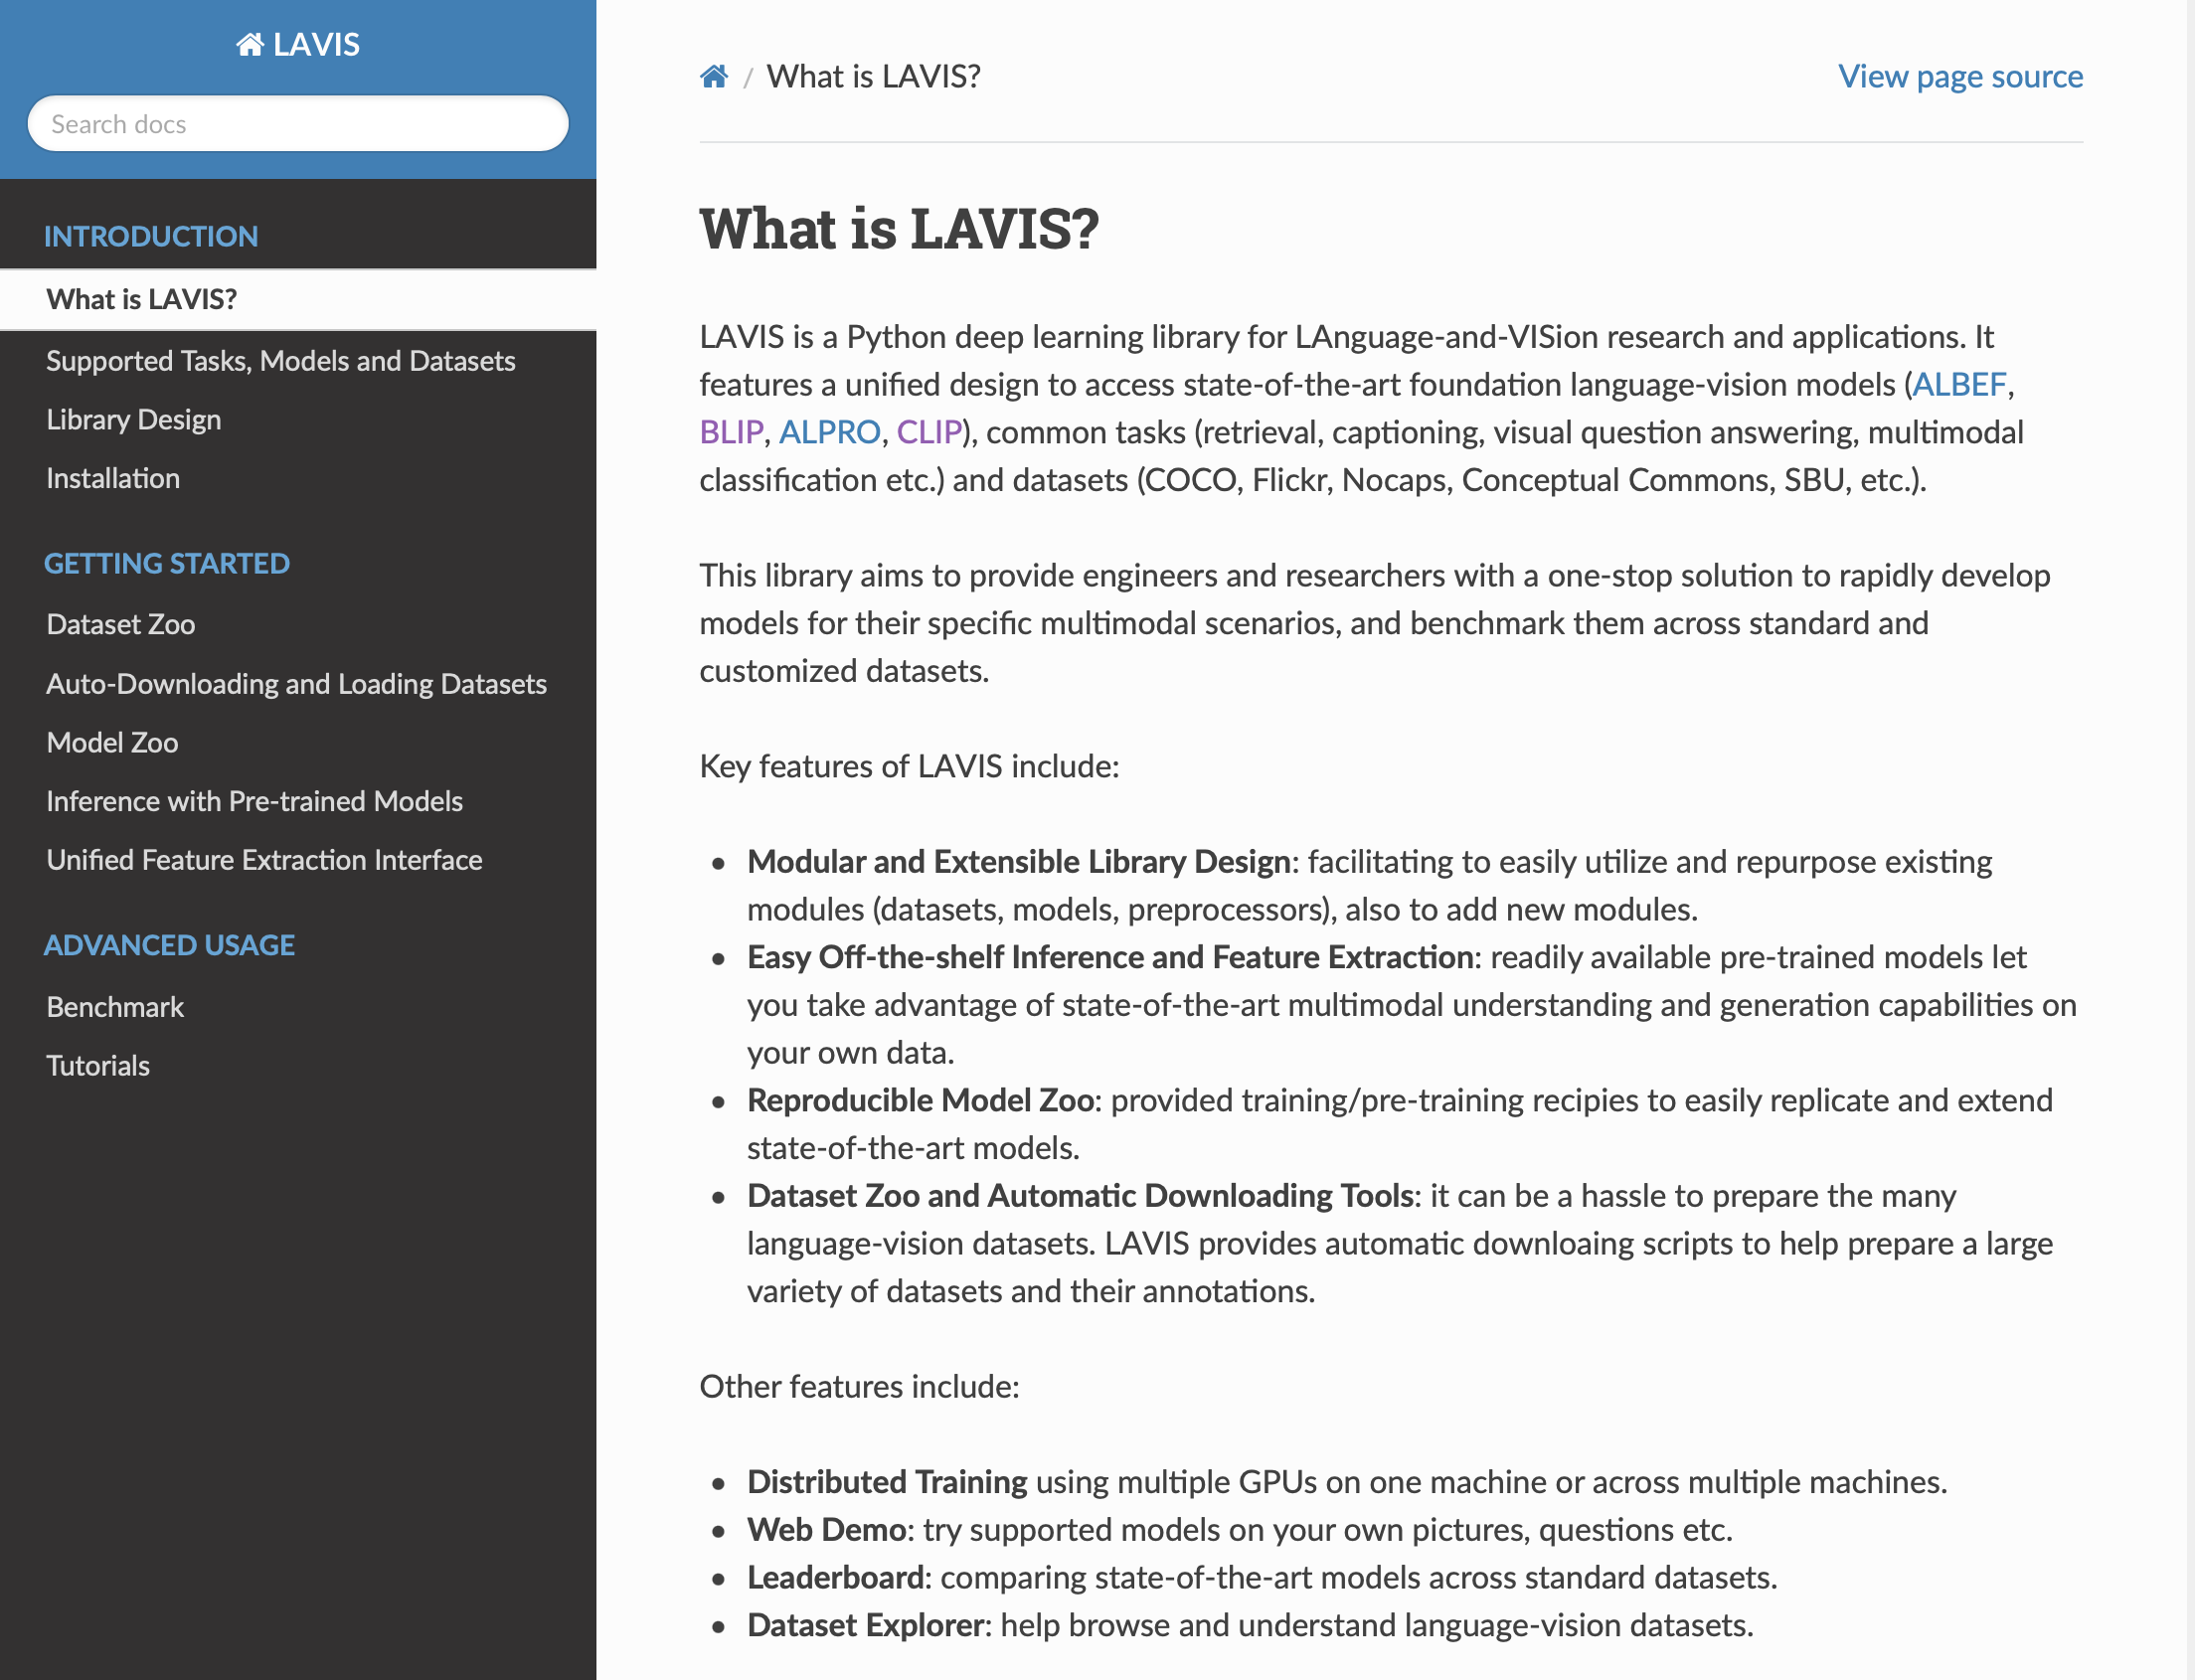 LAVIS
Search docs
INTRODUCTION
What is LAVIS?
Supported Tasks, Models and Datasets
Library Design
Installation
GETTING STARTED
Dataset Zoo
Auto-Downloading and Loading Datasets
Model Zoo
Inference with Pre-trained Models
Unified Feature Extraction Interface
ADVANCED USAGE
Benchmark
Tutorials
/ What is LAVIS?
View page source
What is LAVIS?
LAVIS is a Python deep learning library for LAnguage-and-VISion research and applications. It
features a unified design to access state-of-the-art foundation language-vision models (ALBEF,
BLIP, ALPRO, CLIP), common tasks (retrieval, captioning, visual question answering, multimodal
classification etc.) and datasets (COCO, Flickr, Nocaps, Conceptual Commons, SBU, etc.).
This library aims to provide engineers and researchers with a one-stop solution to rapidly develop
models for their specific multimodal scenarios, and benchmark them across standard and
customized datasets.
Key features of LAVIS include:
• Modular and Extensible Library Design: facilitating to easily utilize and repurpose existing
modules (datasets, models, preprocessors), also to add new modules.
• Easy Off-the-shelf Inference and Feature Extraction: readily available pre-trained models let
you take advantage of state-of-the-art multimodal understanding and generation capabilities on
your own data.
• Reproducible Model Zoo: provided training/pre-training recipies to easily replicate and extend
state-of-the-art models.
• Dataset Zoo and Automatic Downloading Tools: it can be a hassle to prepare the many
language-vision datasets. LAVIS provides automatic downloaing scripts to help prepare a large
variety of datasets and their annotations.
Other features include:
• Distributed Training using multiple GPUs on one machine or across multiple machines.
• Web Demo: try supported models on your own pictures, questions etc.
• Leaderboard: comparing state-of-the-art models across standard datasets.
• Dataset Explorer: help browse and understand language-vision datasets.